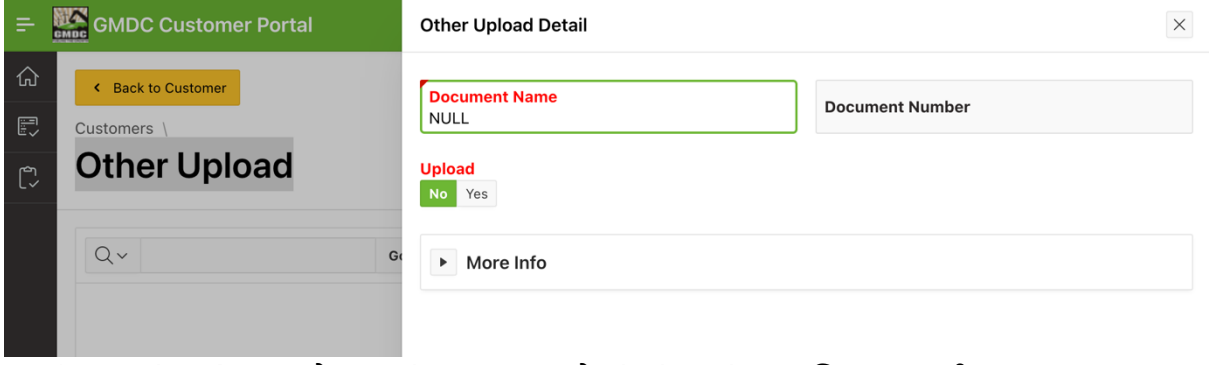 GMDC Customer Portal
GMDC
Back to Customer
Customers \
Other Upload
Go
Other Upload Detail
Document Name
NULL
Document Number
Upload
No Yes
More Info